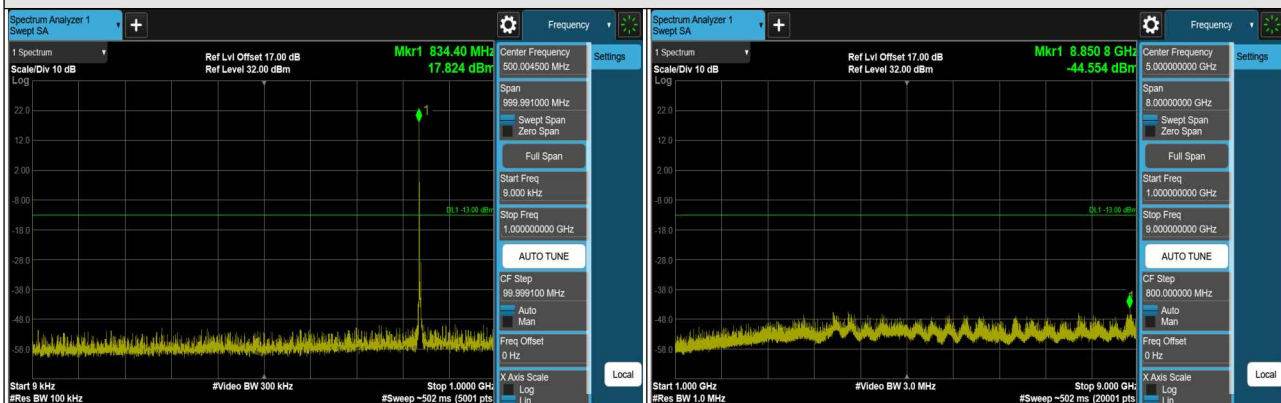 Spectrum Analyzer 1
Swept SA
+
Frequency
1 Spectrum
Scale/Div 10 dB
Log
Ref Lvl Offset 17.00 dB
Ref Level 32.00 dBm
Mkr1 834.40 MHz
17.824 dBm
22.0
12.0
2.00
-8.00
-18.0
-28.0
-38.0
-48.0
-58.0
1
DL1 -13.00 dBm
Start 9 kHz
#Res BW 100 kHz
#Video BW 300 kHz
Stop 1.0000 GHz
#Sweep ~502 ms (5001 pts
Center Frequency
500.004500 MHz
Settings
Span
999.991000 MHz
Swept Span
Zero Span
Full Span
Start Freq
9.000 kHz
Stop Freq
1.000000000 GHz
AUTO TUNE
CF Step
99.999100 MHz
Auto
Man
Freq Offset
0 Hz
X Axis Scale
Log
Lin
Local
Spectrum Analyzer 1
Swept SA
+
Frequency
1 Spectrum
Scale/Div 10 dB
Log
Ref Lvl Offset 17.00 dB
Ref Level 32.00 dBm
Mkr1 8.850 8 GHz
-44.554 dBm
22.0
12.0
2.00
-8.00
-18.0
-28.0
-38.0
-48.0
-58.0
DL1 -13.00 dBm
Start 1.000 GHz
#Res BW 1.0 MHz
#Video BW 3.0 MHz
Stop 9.000 GHz
#Sweep ~502 ms (20001 pts
Center Frequency
5.000000000 GHz
Settings
Span
8.00000000 GHz
Swept Span
Zero Span
Full Span
Start Freq
1.000000000 GHz
Stop Freq
9.000000000 GHz
AUTO TUNE
CF Step
800.000000 MHz
Auto
Man
Freq Offset
0 Hz
X Axis Scale
Log
Lin
Local